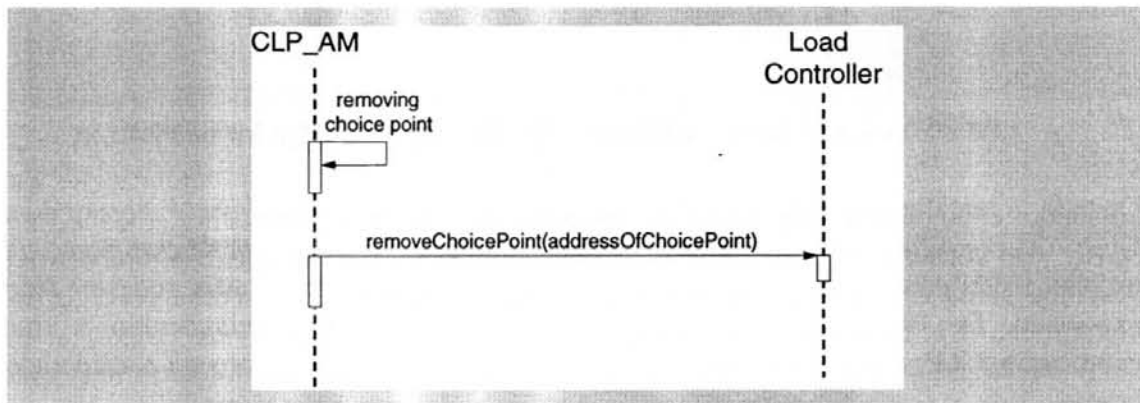 CLP_AM
Load
Controller
removing
choice point
removeChoicePoint(addressOfChoicePoint)